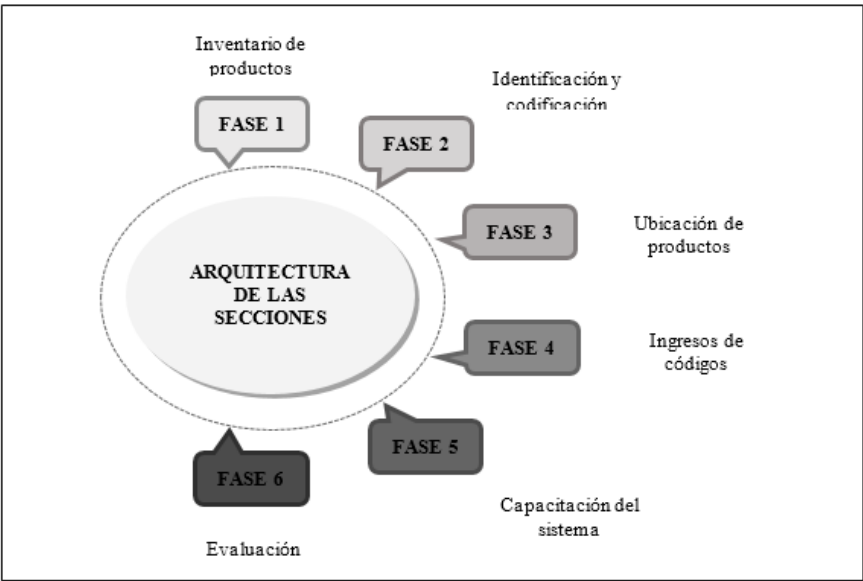 Inventario de
productos
FASE 1
Identificación y
codificación
FASE 2
FASE 3
Ubicación de
productos
ARQUITECTURA
DE LAS
SECCIONES
FASE 4
Ingresos de
códigos
FASE 5
Capacitación del
sistema
FASE 6
Evaluación